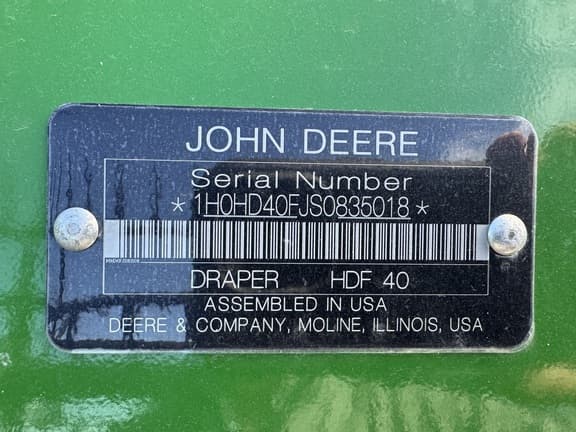 JOHN DEERE
Serial Number
*1H0HD40FJS0835018*
DRAPER HDF 40
ASSEMBLED IN USA
DEERE & COMPANY, MOLINE, ILLINOIS, USA